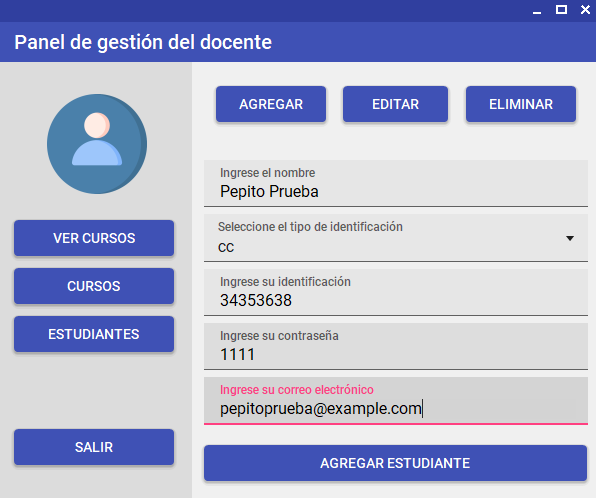 Panel de gestión del docente
AGREGAR
EDITAR
ELIMINAR
VER CURSOS
CURSOS
ESTUDIANTES
SALIR
Ingrese el nombre
Pepito Prueba
Seleccione el tipo de identificación
cc
Ingrese su identificación
34353638
Ingrese su contraseña
1111
Ingrese su correo electrónico
pepitoprueba@example.com
AGREGAR ESTUDIANTE